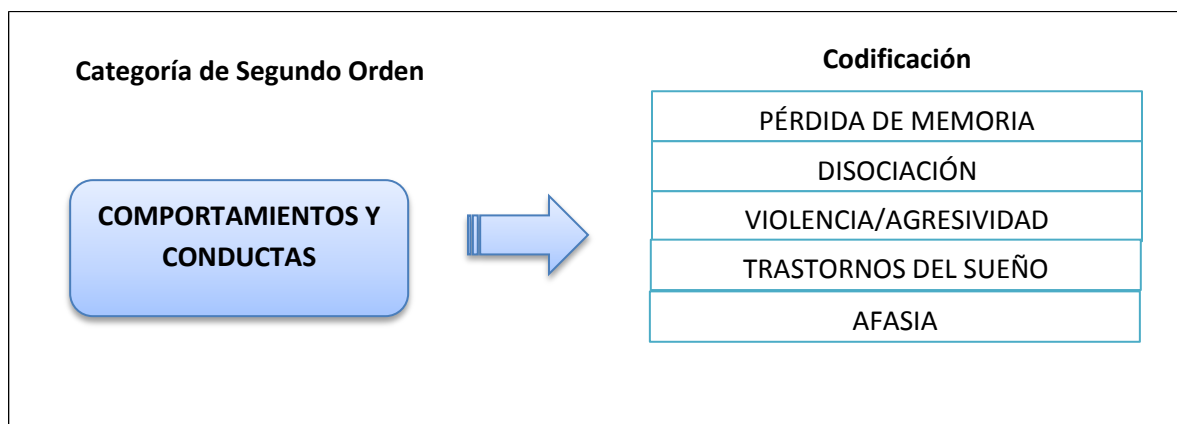 Categoría de Segundo Orden
COMPORTAMIENTOS Y
CONDUCTAS
Codificación
PÉRDIDA DE MEMORIA
DISOCIACIÓN
VIOLENCIA/AGRESIVIDAD
TRASTORNOS DEL SUEÑO
AFASIA